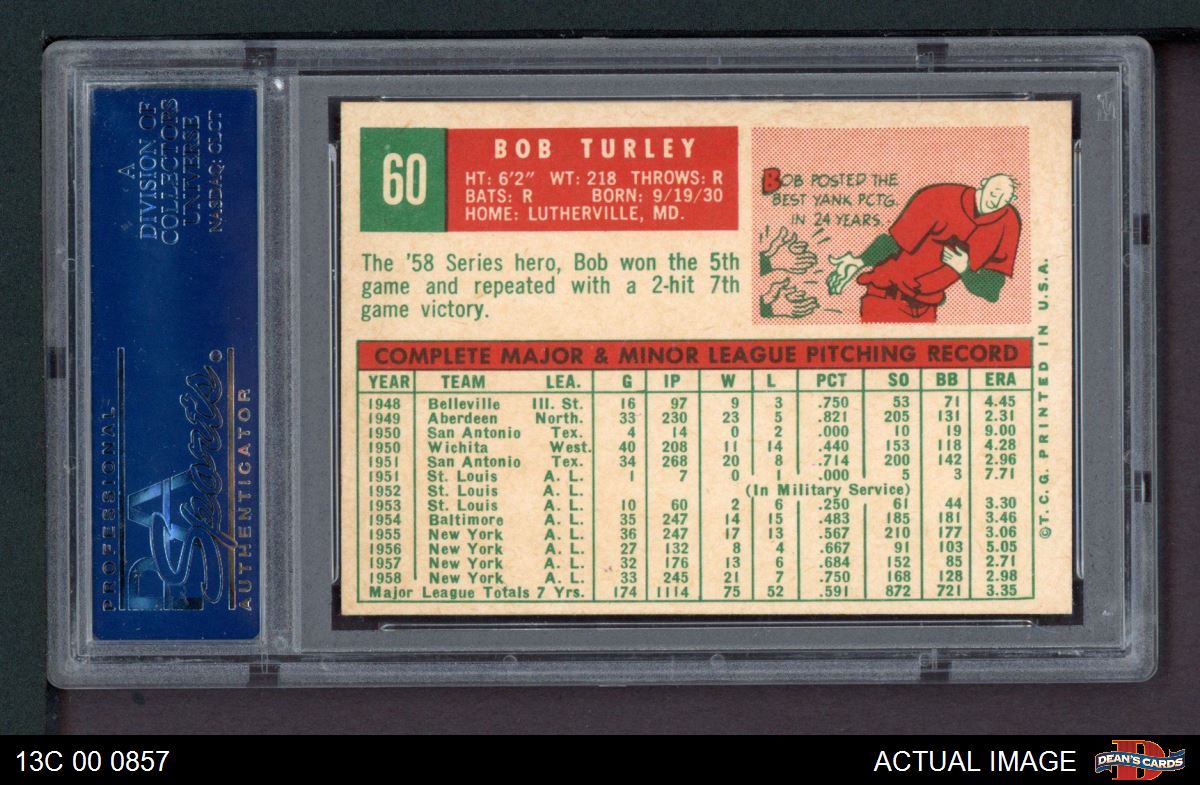 A
DIVISION OF
COLLECTORS
UNIVERSE
NASDAQ: CLCT
PROFESSIONAL
PSA
Sports
AUTHENTICATOR
60
BOB TURLEY
HT: 6'2" WT: 218 THROWS: R
BATS: R BORN: 9/19/30
HOME: LUTHERVILLE, MD.
BOB POSTED THE
BEST YANK PCTG.
IN 24 YEARS.
The '58 Series hero, Bob won the 5th
game and repeated with a 2-hit 7th
game victory.
COMPLETE MAJOR & MINOR LEAGUE PITCHING RECORD
YEAR TEAM LEA. G IP W L PCT SO BB ERA
1948 Belleville Ill. St. 16 97 9 3 .750 53 71 4.45
1949 Aberdeen North. 33 230 23 5 .821 205 131 2.31
1950 San Antonio Tex. 4 14 0 2 .000 10 19 9.00
1950 Wichita West. 40 208 11 14 .440 153 118 4.28
1951 San Antonio Tex. 34 268 20 8 .714 200 142 2.96
1951 St. Louis A. L. 1 7 0 1 .000 5 3 7.71
1952 St. Louis A. L. (In Military Service)
1953 St. Louis A. L. 10 60 2 6 .250 61 44 3.30
1954 Baltimore A. L. 35 247 14 15 .483 185 181 3.46
1955 New York A. L. 36 247 17 13 .567 210 177 3.06
1956 New York A. L. 27 132 8 4 .667 91 103 5.05
1957 New York A. L. 32 176 13 6 .684 152 85 2.71
1958 New York A. L. 33 245 21 7 .750 168 128 2.98
Major League Totals 7 Yrs. 174 1114 75 52 .591 872 721 3.35
©T. C. G. PRINTED IN U.S.A.
13C 00 0857
ACTUAL IMAGE
D
DEAN'S CARDS